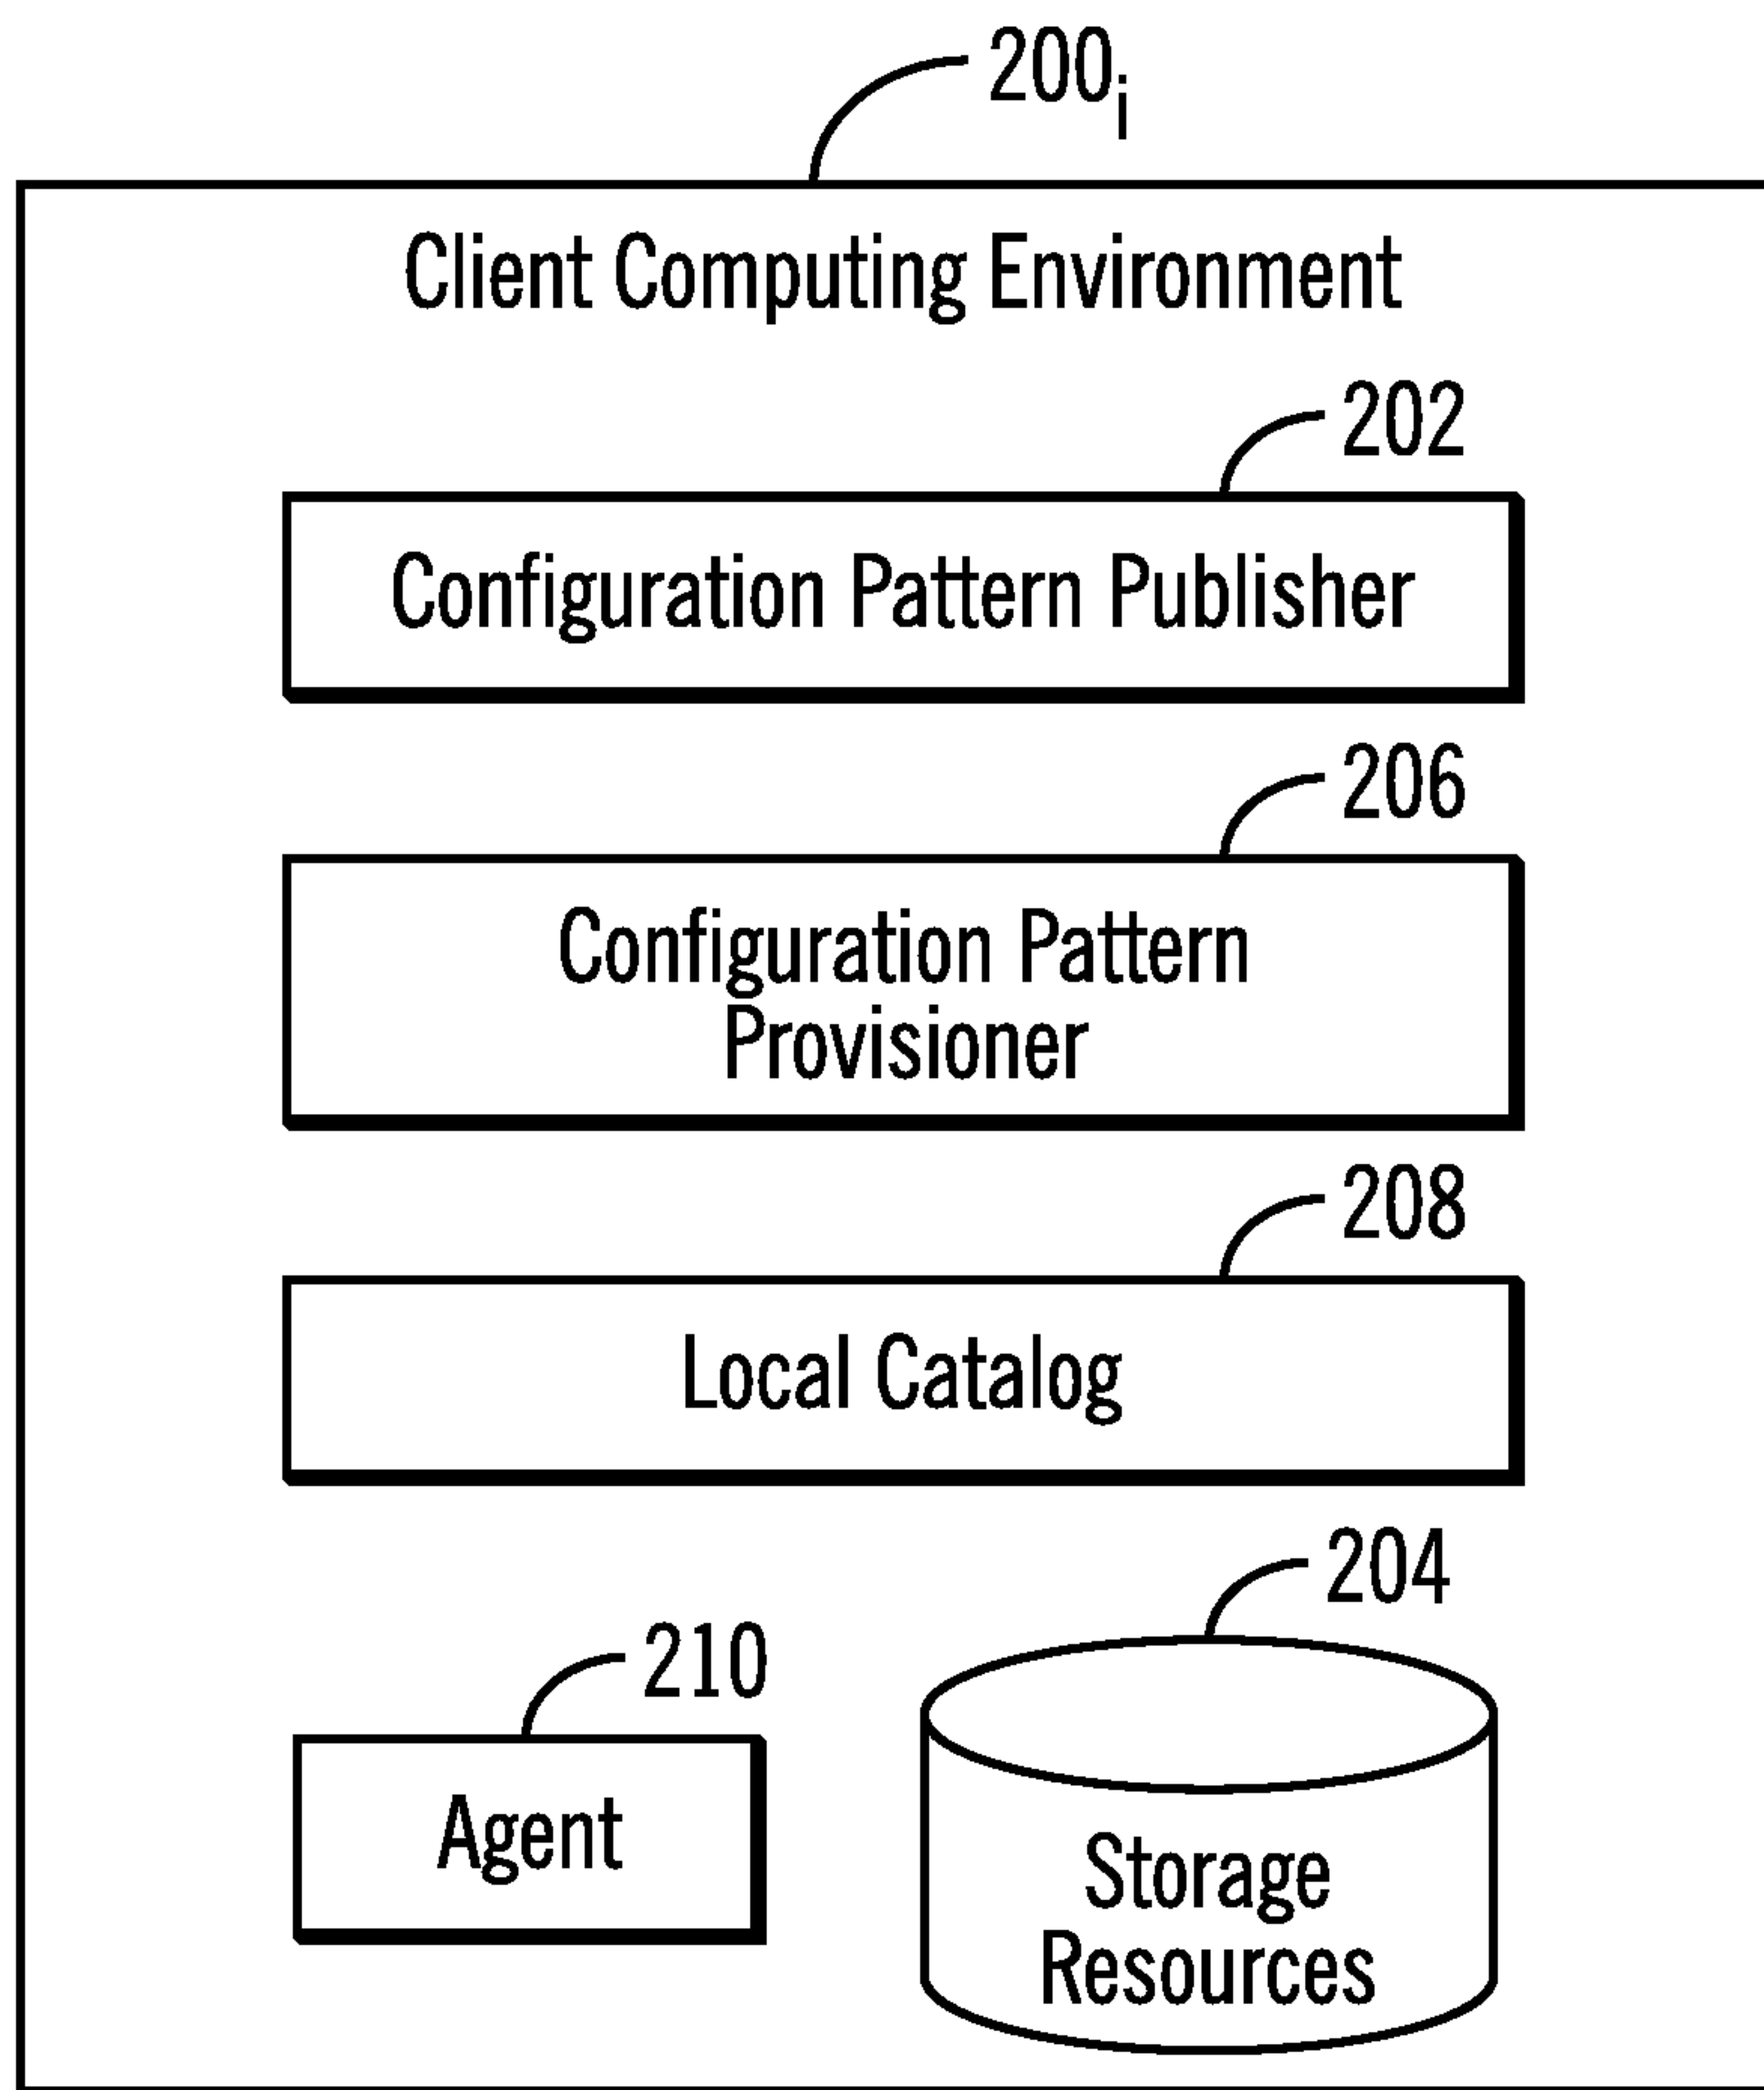 200i
Client Computing Environment
202
Configuration Pattern Publisher
206
Configuration Pattern
Provisioner
208
Local Catalog
204
210
Agent
Storage
Resources